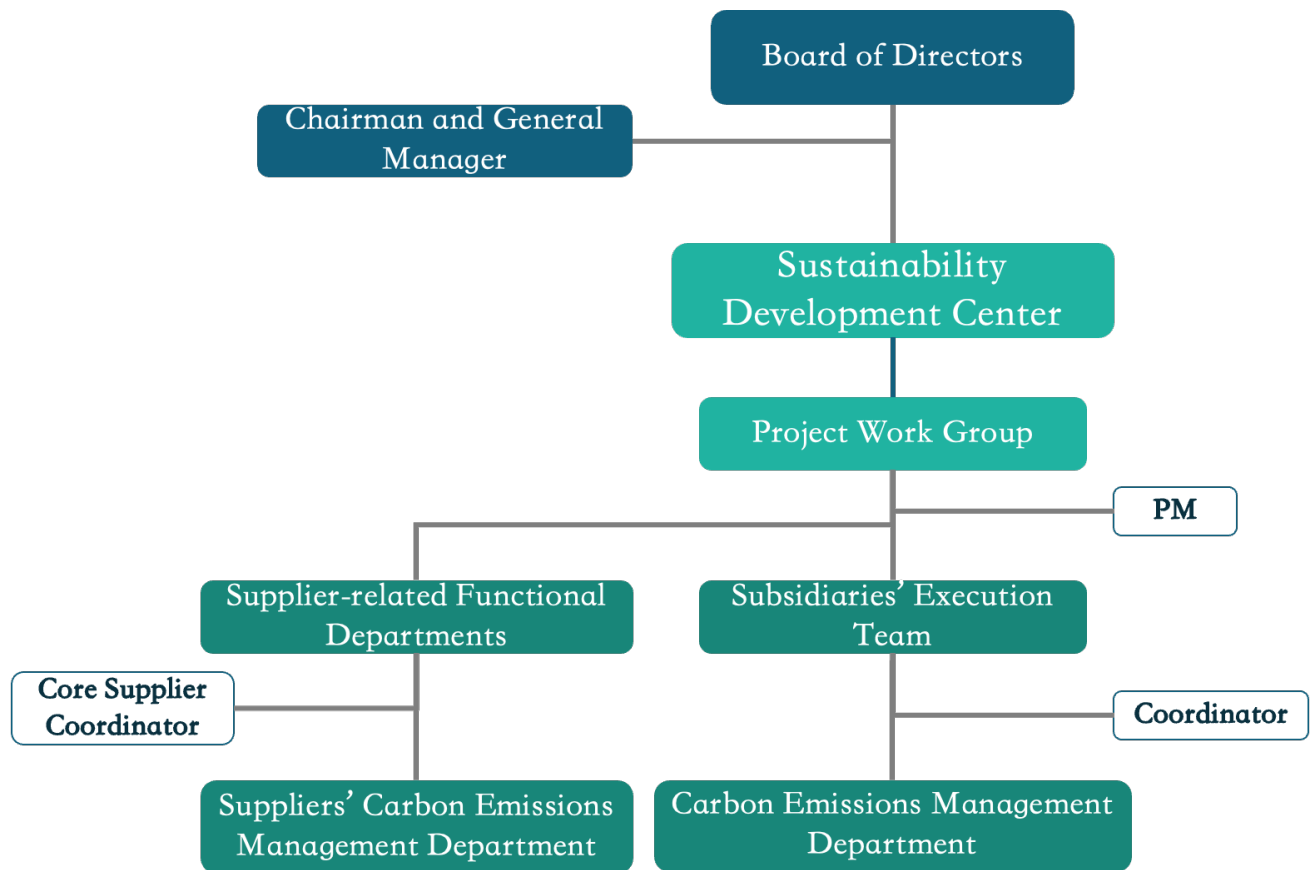 Board of Directors
Chairman and General
Manager
Sustainability
Development Center
Project Work Group
PM
Supplier-related Functional
Departments
Subsidiaries’ Execution
Team
Core Supplier
Coordinator
Coordinator
Suppliers’ Carbon Emissions
Management Department
Carbon Emissions Management
Department